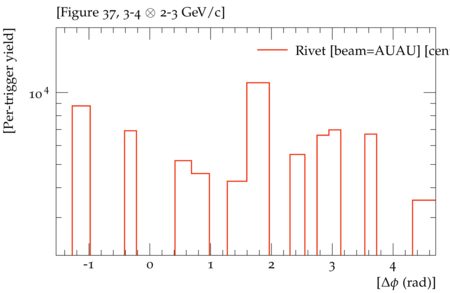 [Figure 37, 3-4 ⊗ 2-3 GeV/c]
[Per-trigger yield]
Rivet [beam=AUAU] [cen
10⁴
-1 0 1 2 3 4
[Δϕ (rad)]